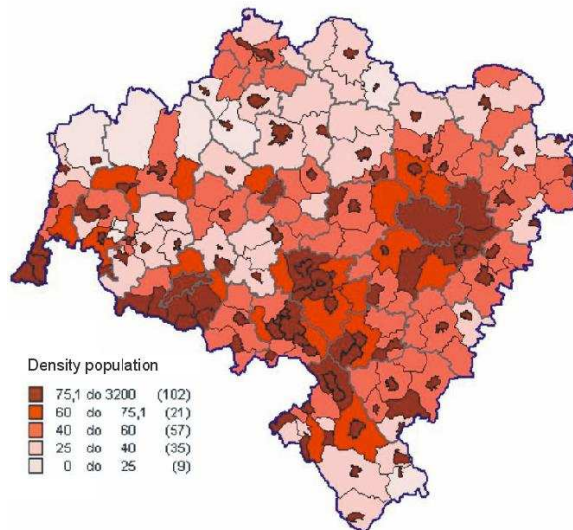 Density population
75,1 do 3200 (102)
60 do 75,1 (21)
40 do 60 (57)
25 do 40 (35)
0 do 25 (9)